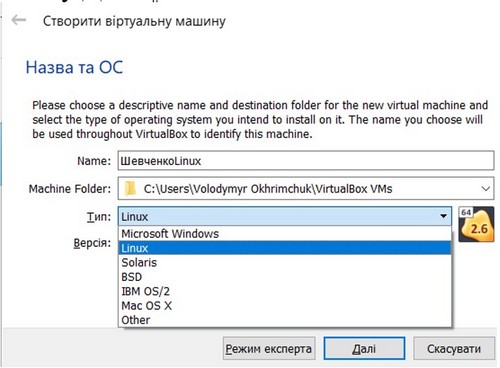 Створити віртуальну машину
Назва та ОС
Please choose a descriptive name and destination folder for the new virtual machine and
select the type of operating system you intend to install on it. The name you choose will
be used throughout VirtualBox to identify this machine.
Name: ШевченкоLinux
Machine Folder: C:\Users\Volodymyr Okhrimchuk\VirtualBox VMs
Тип: Linux
64
2.6
Версія:
Microsoft Windows
Linux
Solaris
BSD
IBM OS/2
Mac OS X
Other
Режим експерта Далі Скасувати